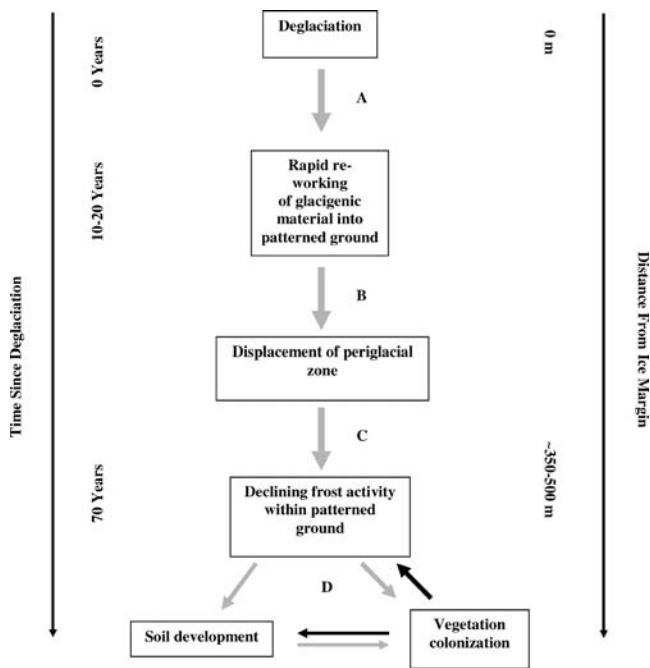 Deglaciation
0 Years
0 m
A
Rapid re-
working
of glacigenic
material into
patterned ground
10-20 Years
B
Time Since Deglaciation
Distance From Ice Margin
Displacement of periglacial
zone
C
Declining frost activity
within patterned
ground
70 Years
~350-500 m
D
Soil development
Vegetation
colonization